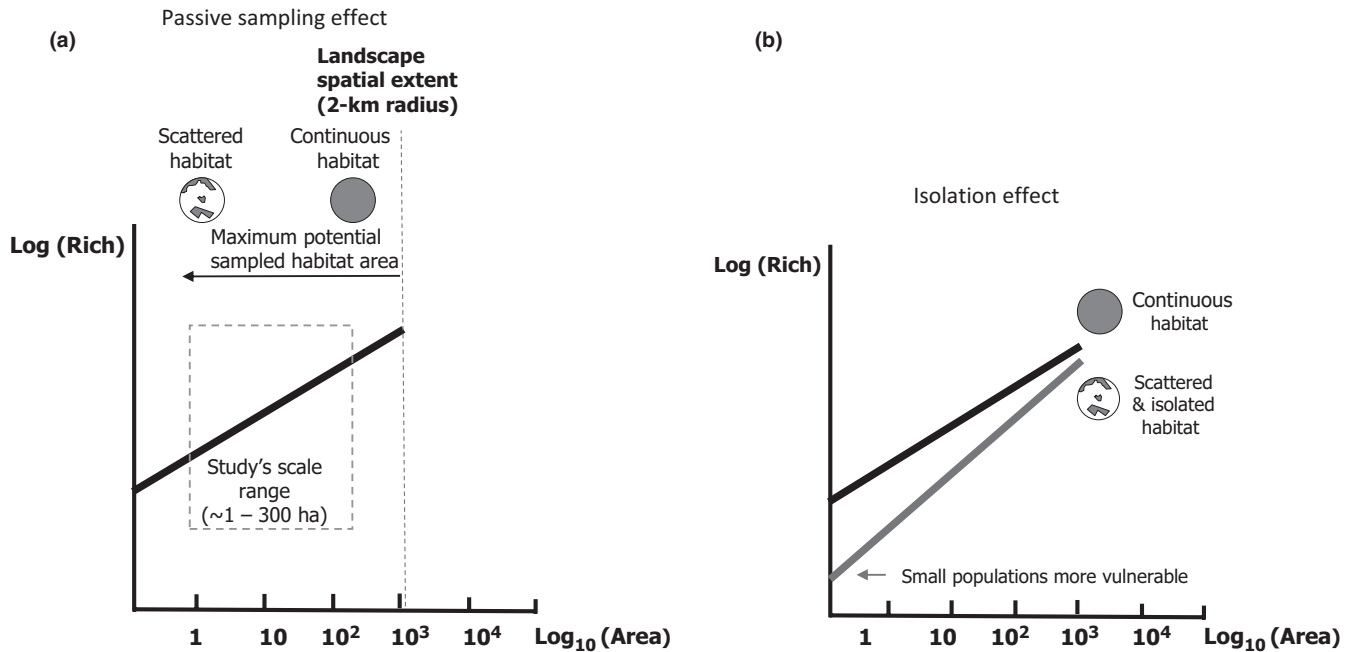 Passive sampling effect
(a)
Landscape
spatial extent
(2-km radius)
Scattered
habitat
Continuous
habitat
Maximum potential
sampled habitat area
Log (Rich)
Study's scale
range
(~1 – 300 ha)
1 10 10² 10³ 10⁴ Log₁₀ (Area)
(b)
Isolation effect
Log (Rich)
Continuous
habitat
Scattered
& isolated
habitat
Small populations more vulnerable
1 10 10² 10³ 10⁴ Log₁₀ (Area)